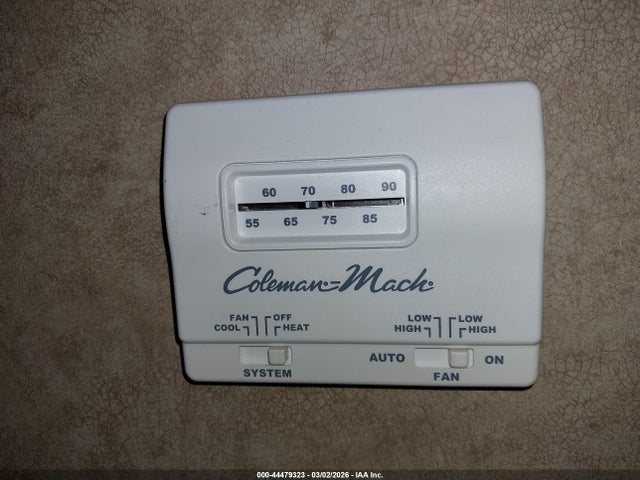 60 70 80 90
55 65 75 85
Coleman-Mach
FAN OFF
COOL HEAT
LOW LOW
HIGH HIGH
SYSTEM
AUTO ON
FAN
000-44479323 - 03/02/2026 - IAA Inc.